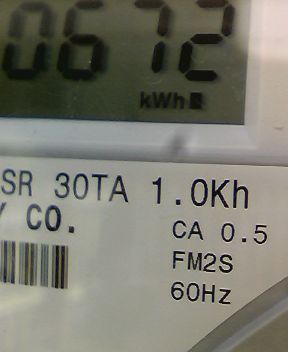 0672
kWh
SR 30TA 1.0Kh
Y CO.
CA 0.5
FM2S
60Hz